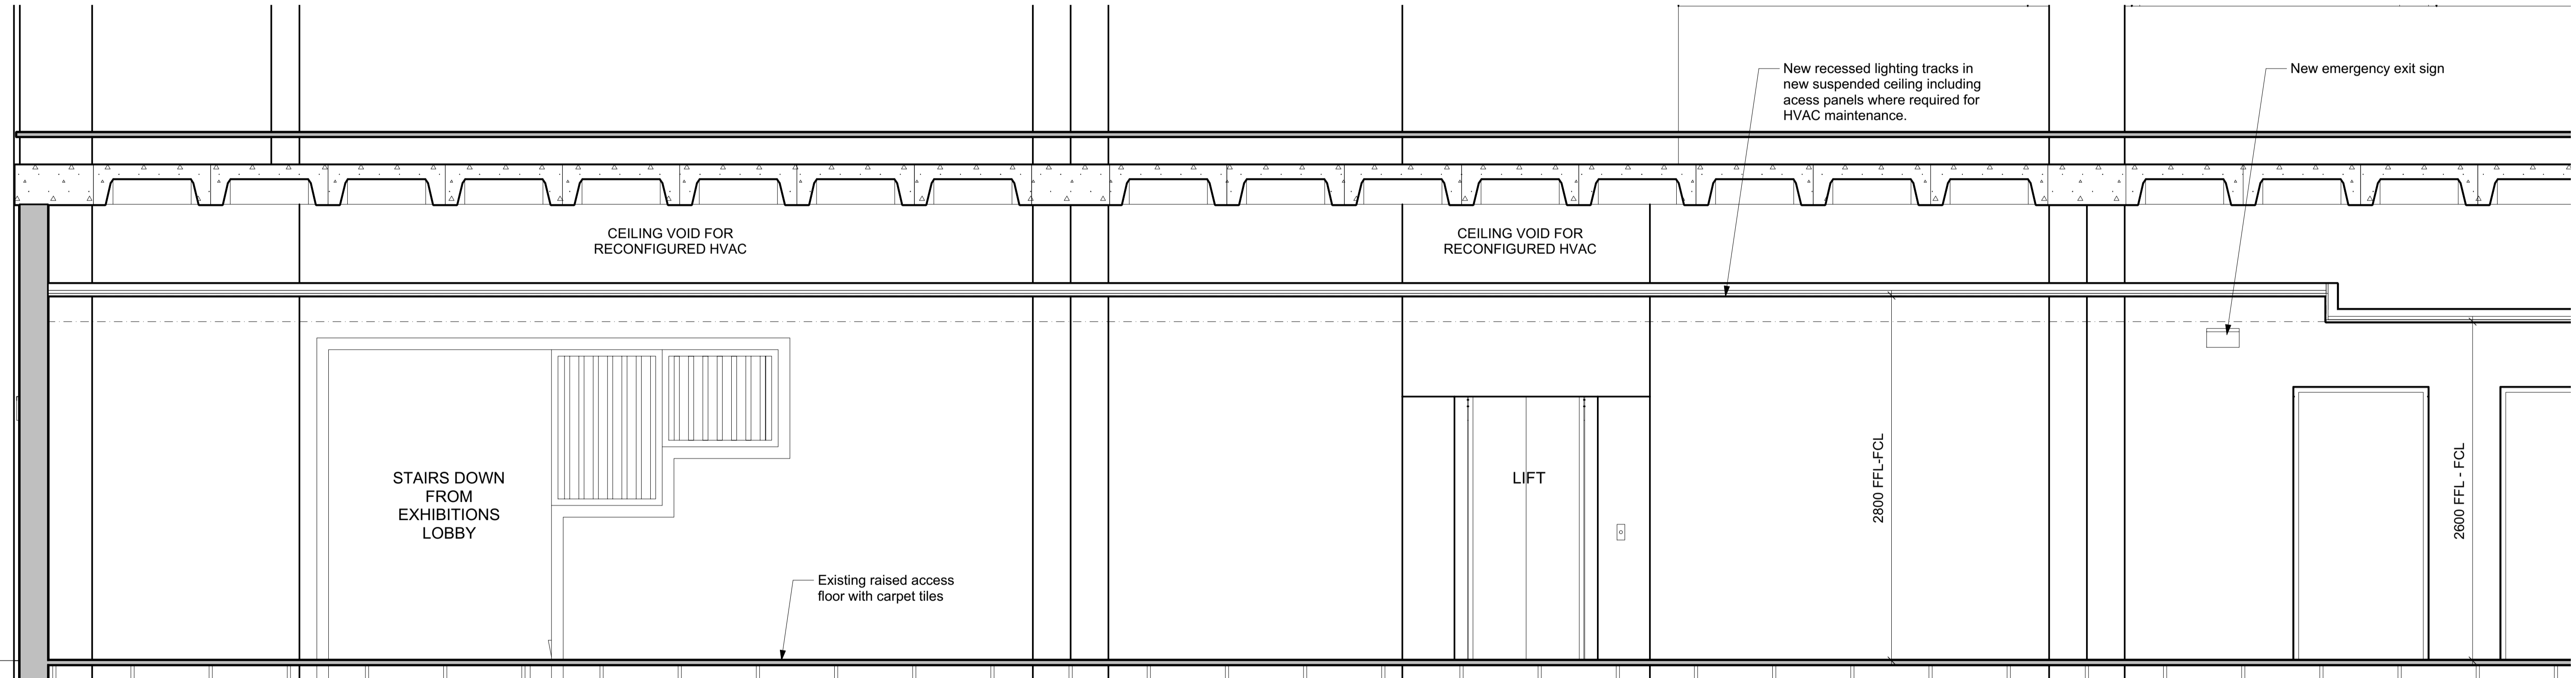 New recessed lighting tracks in
new suspended ceiling including
acess panels where required for
HVAC maintenance.
New emergency exit sign
CEILING VOID FOR
RECONFIGURED HVAC
CEILING VOID FOR
RECONFIGURED HVAC
STAIRS DOWN
FROM
EXHIBITIONS
LOBBY
LIFT
2800 FFL-FCL
2600 FFL - FCL
Existing raised access
floor with carpet tiles